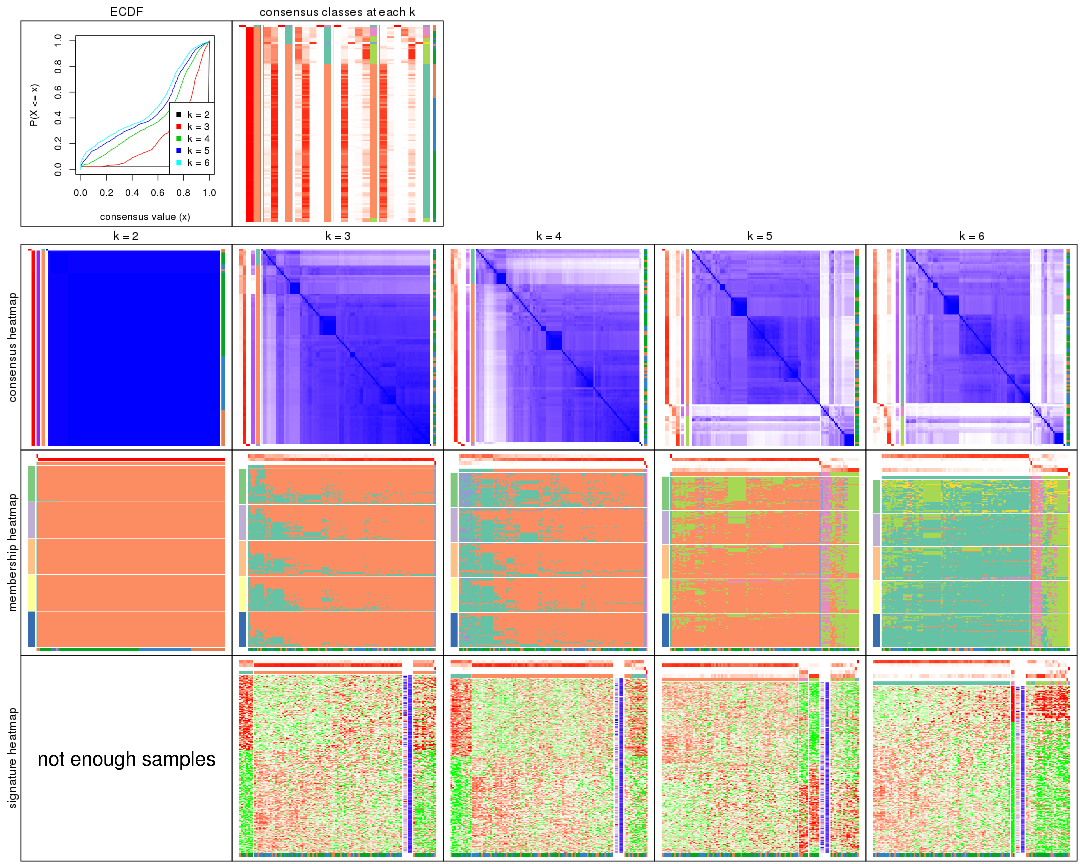 ECDF
consensus classes at each k
P(X <= x)
0.0 0.2 0.4 0.6 0.8 1.0
k = 2
k = 3
k = 4
k = 5
k = 6
0.0 0.2 0.4 0.6 0.8 1.0
consensus value (x)
k = 2
k = 3
k = 4
k = 5
k = 6
consensus heatmap
membership heatmap
signature heatmap
not enough samples